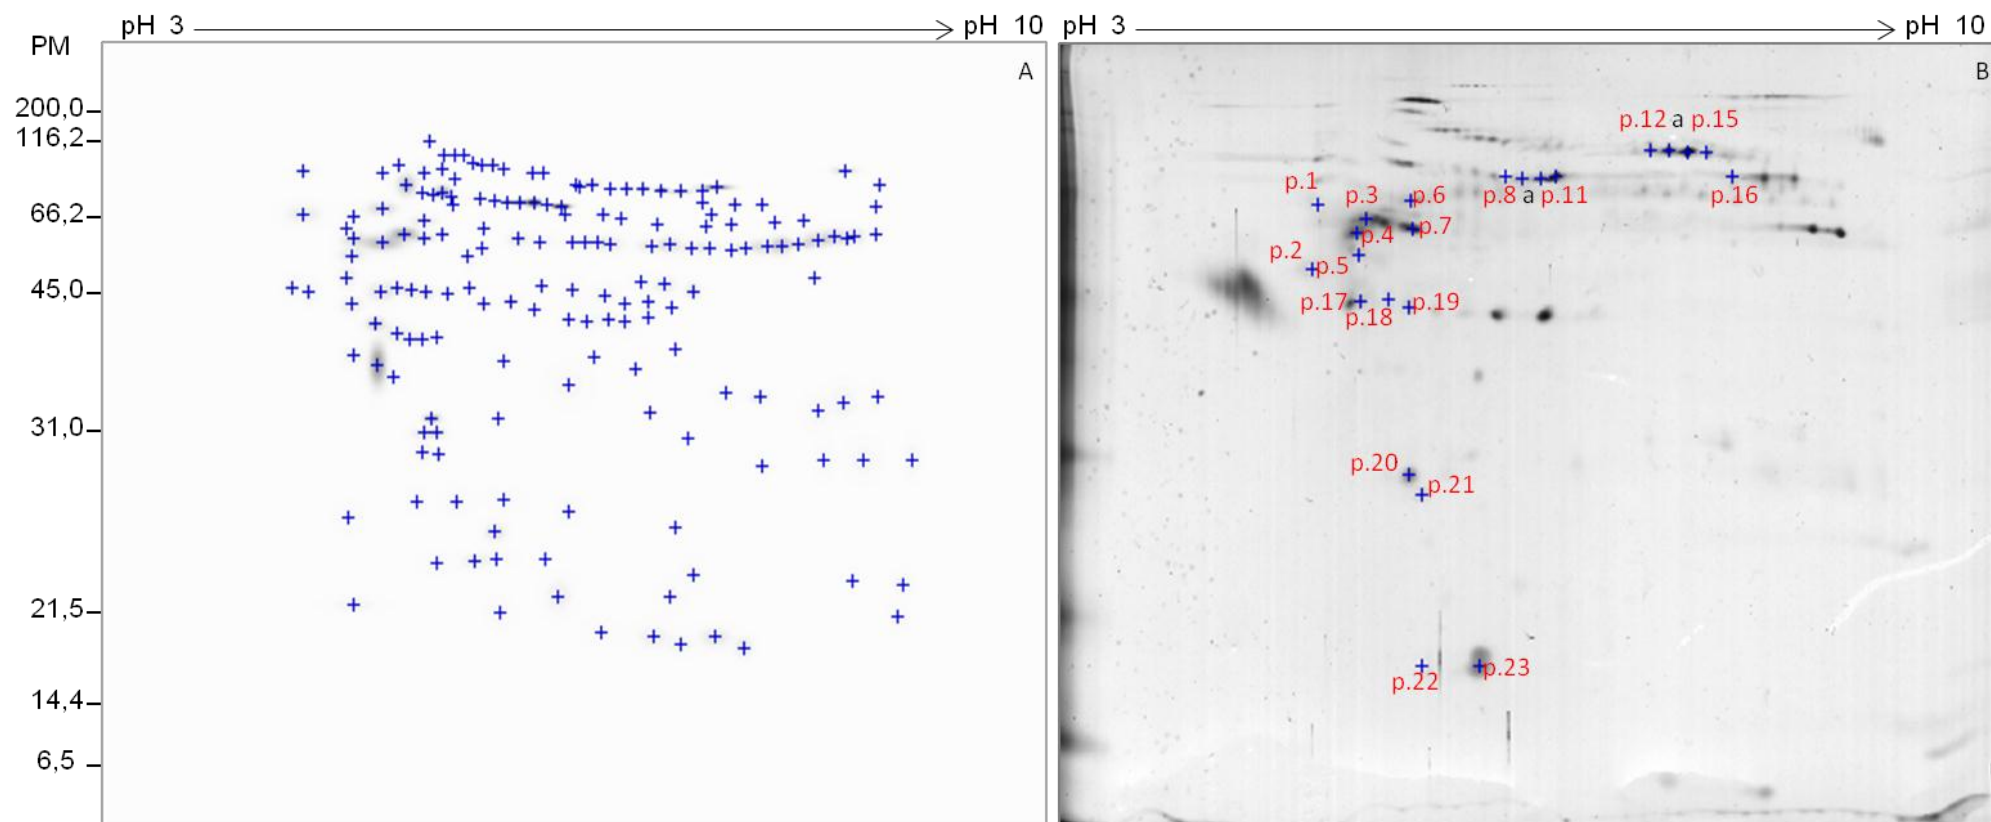 pH 3 pH 10 pH 3 pH 10
PM
A
B
200,0
116,2
66,2
45,0
31,0
21,5
14,4
6,5
p.12 a p.15
p.1
p.3
p.6
p.8 a p.11
p.16
p.7
p.4
p.2
p.5
p.17
p.18
p.19
p.20
p.21
p.22
p.23